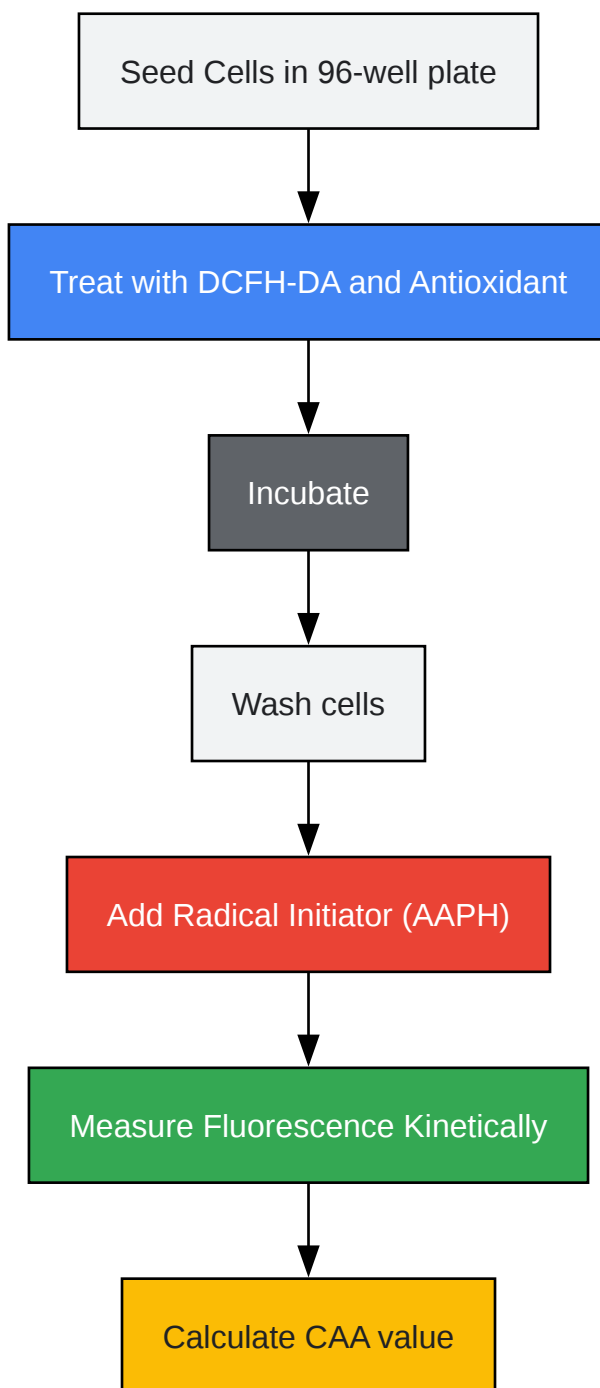 Seed Cells in 96-well plate
Treat with DCFH-DA and Antioxidant
Incubate
Wash cells
Add Radical Initiator (AAPH)
Measure Fluorescence Kinetically
Calculate CAA value